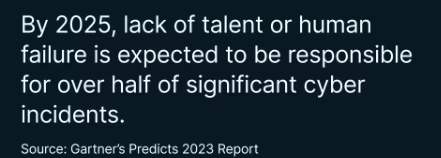 By 2025, lack of talent or human
failure is expected to be responsible
for over half of significant cyber
incidents.
Source: Gartner's Predicts 2023 Report